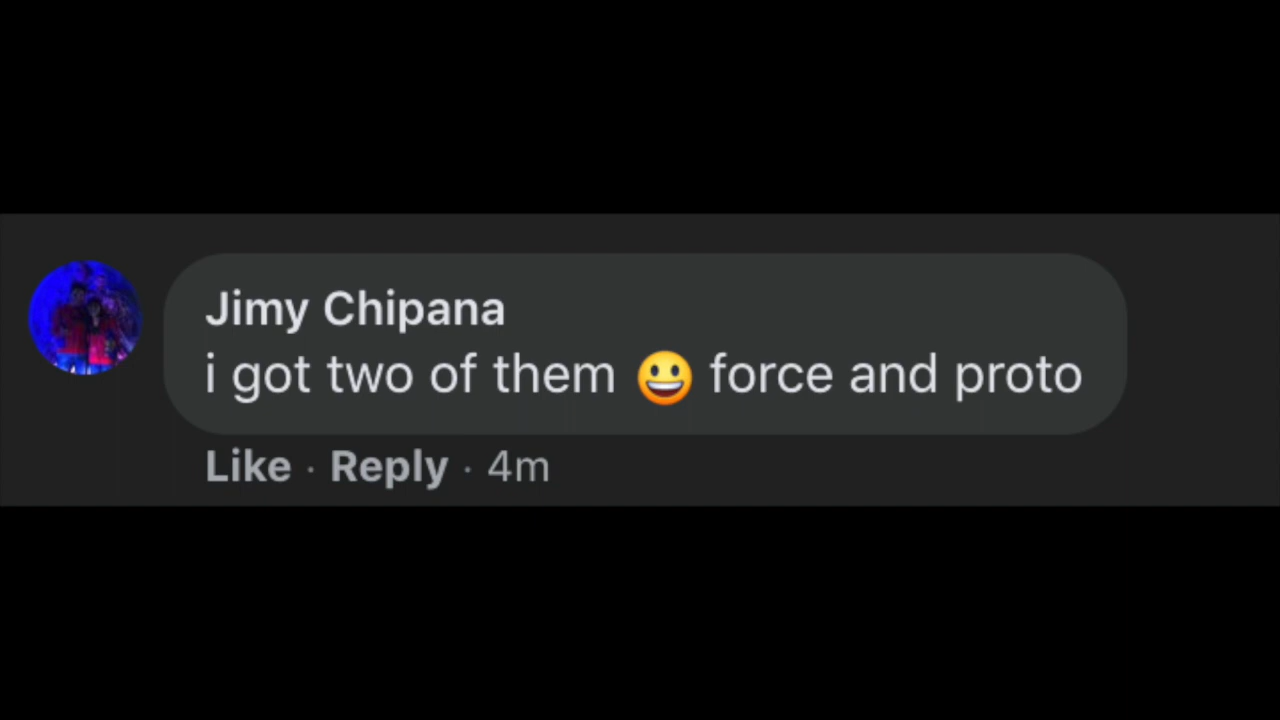 Jimy Chipana
i got two of them 😀 force and proto
Like · Reply · 4m